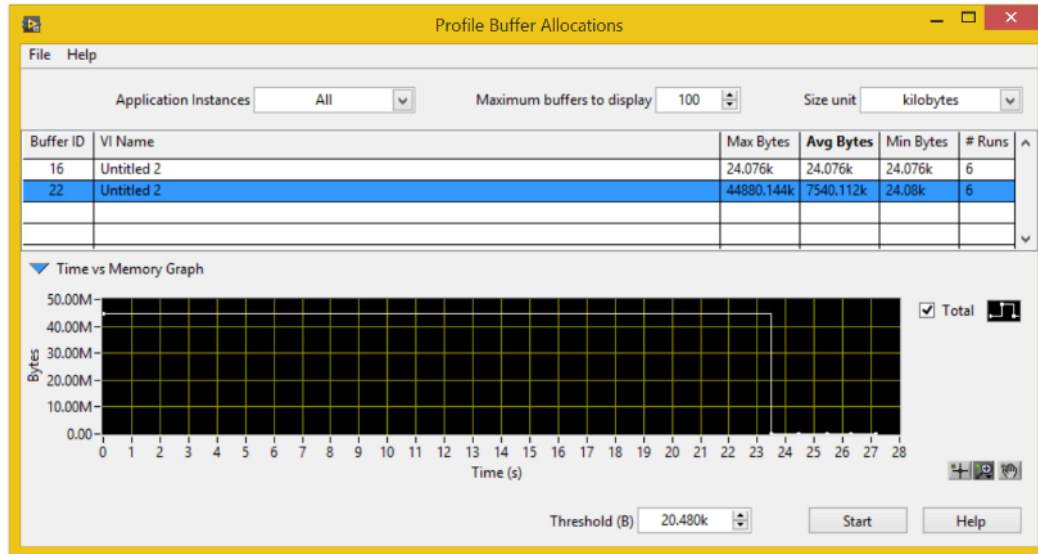 Profile Buffer Allocations
File Help
Application Instances All Maximum buffers to display 100 Size unit kilobytes
Buffer ID VI Name Max Bytes Avg Bytes Min Bytes # Runs
16 Untitled 2 24.076k 24.076k 24.076k 6
22 Untitled 2 44880.144k 7540.112k 24.08k 6
Time vs Memory Graph
50.00M
40.00M
30.00M
20.00M
10.00M
0.00
Bytes
0 1 2 3 4 5 6 7 8 9 10 11 12 13 14 15 16 17 18 19 20 21 22 23 24 25 26 27 28
Time (s)
Total
Threshold (B) 20.480k Start Help